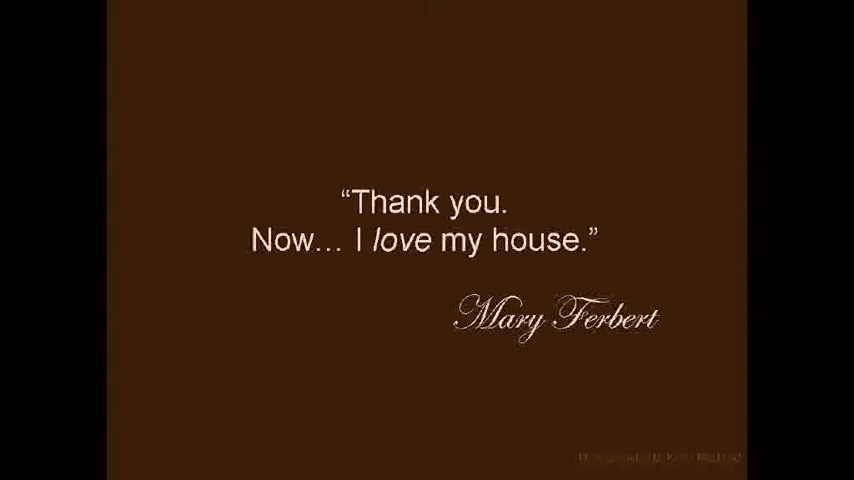 “Thank you.
Now... I love my house.”
Mary Ferbert